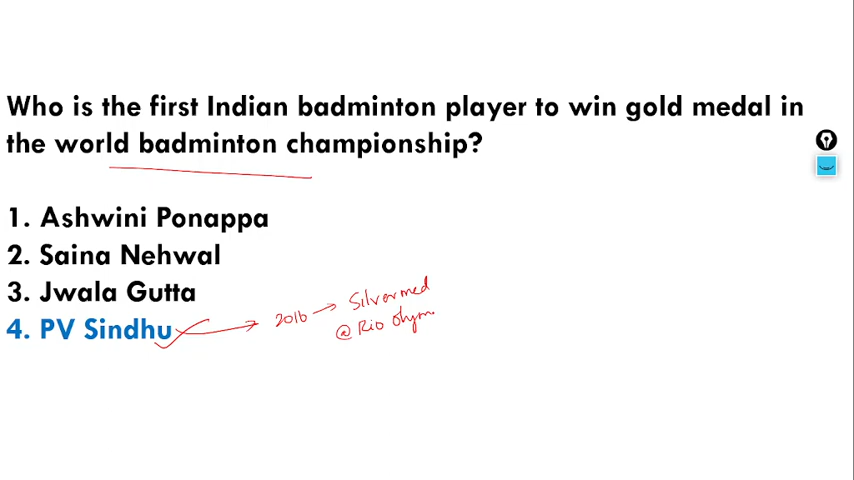 Who is the first Indian badminton player to win gold medal in
the world badminton championship?
1. Ashwini Ponappa
2. Saina Nehwal
3. Jwala Gutta
4. PV Sindhu
2016 → Silver med
@ Rio Olym.